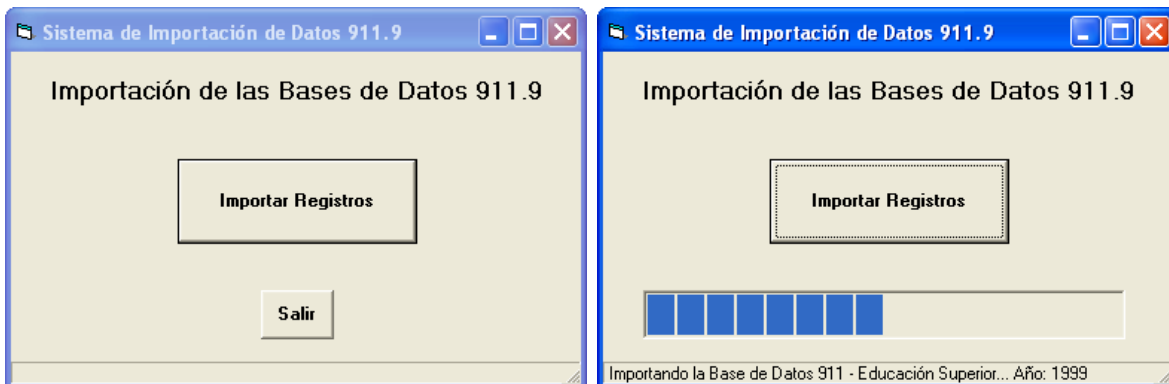 Sistema de Importación de Datos 911.9
Importación de las Bases de Datos 911.9
Importar Registros
Salir
Sistema de Importación de Datos 911.9
Importación de las Bases de Datos 911.9
Importar Registros
Importando la Base de Datos 911 - Educación Superior... Año: 1999